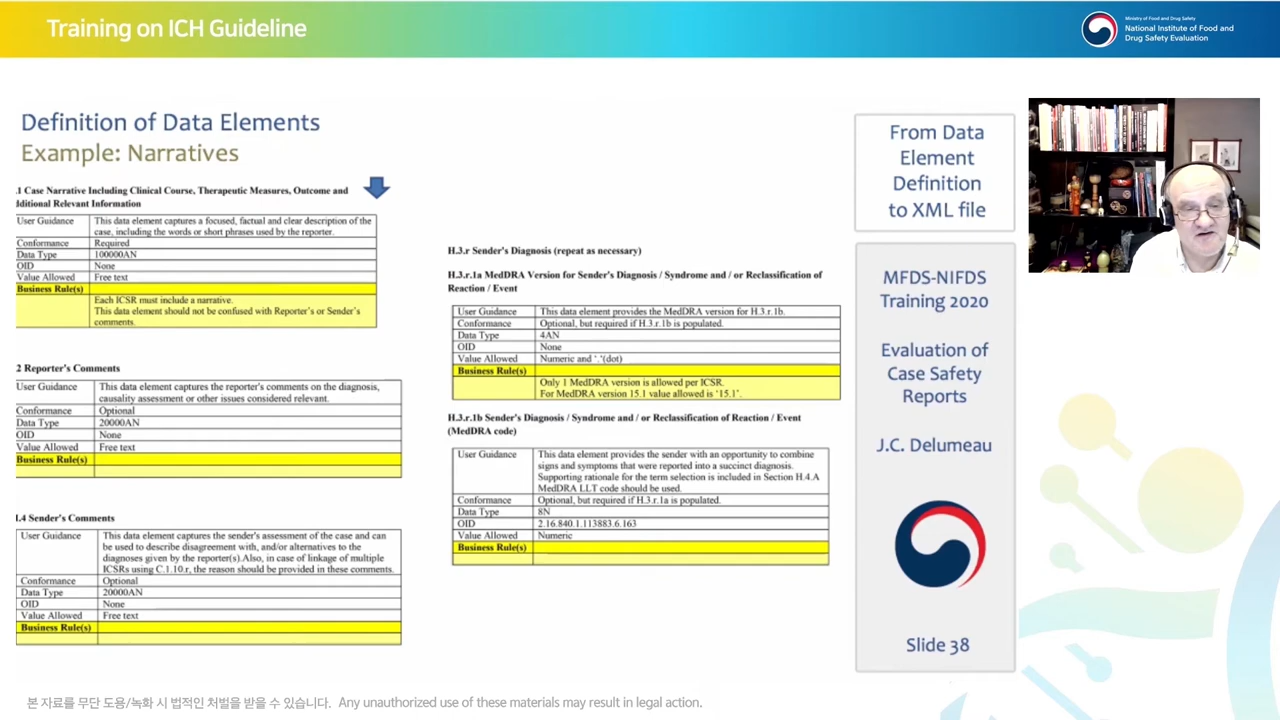 Training on ICH Guideline
Ministry of Food and Drug Safety
National Institute of Food and
Drug Safety Evaluation
Definition of Data Elements
Example: Narratives
.1 Case Narrative Including Clinical Course, Therapeutic Measures, Outcome and
dditional Relevant Information
User Guidance This data element captures a focused, factual and clear description of the
case, including the words or short phrases used by the reporter.
Conformance Required
Data Type 100000AN
OID None
Value Allowed Free text
Business Rule(s)
Each ICSR must include a narrative.
This data element should not be confused with Reporter's or Sender's
comments.
2 Reporter's Comments
User Guidance This data element captures the reporter's comments on the diagnosis,
causality assessment or other issues considered relevant.
Conformance Optional
Data Type 20000AN
OID None
Value Allowed Free text
Business Rule(s)
I.4 Sender's Comments
User Guidance This data element captures the sender's assessment of the case and can
be used to describe disagreement with, and/or alternatives to the
diagnoses given by the reporter(s).Also, in case of linkage of multiple
ICSRs using C.1.10.r, the reason should be provided in these comments.
Conformance Optional
Data Type 20000AN
OID None
Value Allowed Free text
Business Rule(s)
H.3.r Sender's Diagnosis (repeat as necessary)
H.3.r.1a MedDRA Version for Sender's Diagnosis / Syndrome and / or Reclassification of
Reaction / Event
User Guidance This data element provides the MedDRA version for H.3.r.1b.
Conformance Optional, but required if H.3.r.1b is populated.
Data Type 4AN
OID None
Value Allowed Numeric and '.'(dot)
Business Rule(s)
Only 1 MedDRA version is allowed per ICSR.
For MedDRA version 15.1 value allowed is '15.1'.
H.3.r.1b Sender's Diagnosis / Syndrome and / or Reclassification of Reaction / Event
(MedDRA code)
User Guidance This data element provides the sender with an opportunity to combine
signs and symptoms that were reported into a succinct diagnosis.
Supporting rationale for the term selection is included in Section H.4.A
MedDRA LLT code should be used.
Conformance Optional, but required if H.3.r.1a is populated.
Data Type 8N
OID 2.16.840.1.113883.6.163
Value Allowed Numeric
Business Rule(s)
From Data
Element
Definition
to XML file
MFDS-NIFDS
Training 2020
Evaluation of
Case Safety
Reports
J.C. Delumeau
Slide 38
본 자료를 무단 도용/녹화 시 법적인 처벌을 받을 수 있습니다. Any unauthorized use of these materials may result in legal action.